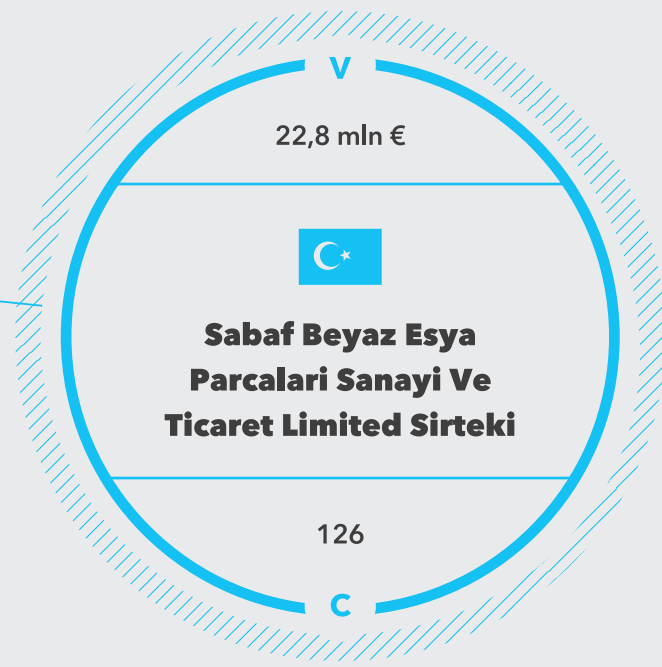 V
22,8 mln €
Sabaf Beyaz Esya
Parcalari Sanayi Ve
Ticaret Limited Sirteki
126
C